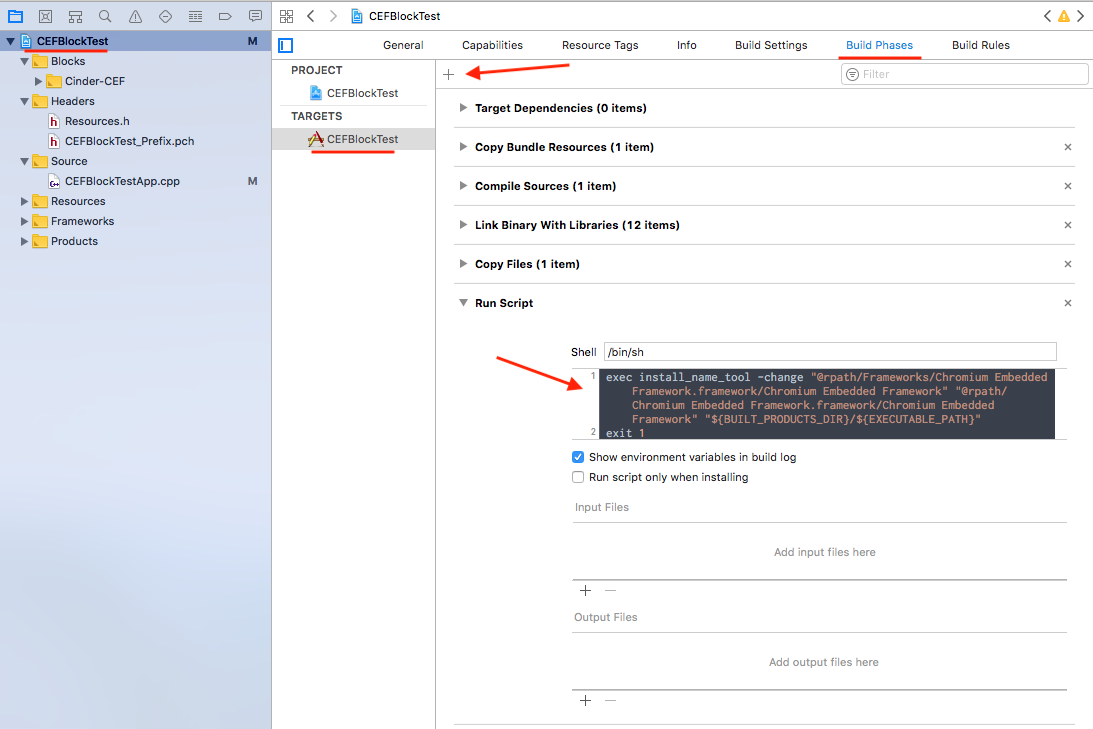 CEFBlockTest
General Capabilities Resource Tags Info Build Settings Build Phases Build Rules
CEFBlockTest M
Blocks
Cinder-CEF
Headers
Resources.h
CEFBlockTest_Prefix.pch
Source
CEFBlockTestApp.cpp M
Resources
Frameworks
Products
PROJECT
CEFBlockTest
TARGETS
CEFBlockTest
Filter
Target Dependencies (0 items)
Copy Bundle Resources (1 item)
Compile Sources (1 item)
Link Binary With Libraries (12 items)
Copy Files (1 item)
Run Script
Shell /bin/sh
1 exec install_name_tool -change "@rpath/Frameworks/Chromium Embedded
Framework.framework/Chromium Embedded Framework" "@rpath/
Chromium Embedded Framework.framework/Chromium Embedded
Framework" "${BUILT_PRODUCTS_DIR}/${EXECUTABLE_PATH}"
2 exit 1
Show environment variables in build log
Run script only when installing
Input Files
Add input files here
Output Files
Add output files here